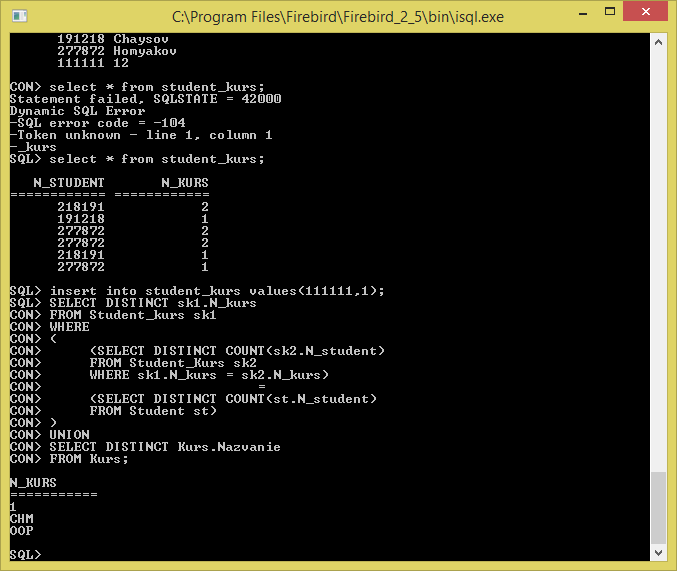 C:\Program Files\Firebird\Firebird_2_5\bin\isql.exe
191218 Chaysov
277872 Homyakov
111111 12
CON> select * from student_kurs;
Statement failed, SQLSTATE = 42000
Dynamic SQL Error
-SQL error code = -104
-Token unknown - line 1, column 1
-_kurs
SQL> select * from student_kurs;
N_STUDENT N_KURS
============ ============
218191 2
191218 1
277872 2
277872 2
218191 1
277872 1
SQL> insert into student_kurs values(111111,1);
SQL> SELECT DISTINCT sk1.N_kurs
CON> FROM Student_kurs sk1
CON> WHERE
CON> (
CON> (SELECT DISTINCT COUNT(sk2.N_student)
CON> FROM Student_Kurs sk2
CON> WHERE sk1.N_kurs = sk2.N_kurs)
CON> =
CON> (SELECT DISTINCT COUNT(st.N_student)
CON> FROM Student st)
CON> )
CON> UNION
CON> SELECT DISTINCT Kurs.Nazvanie
CON> FROM Kurs;
N_KURS
===========
1
CHM
OOP
SQL>